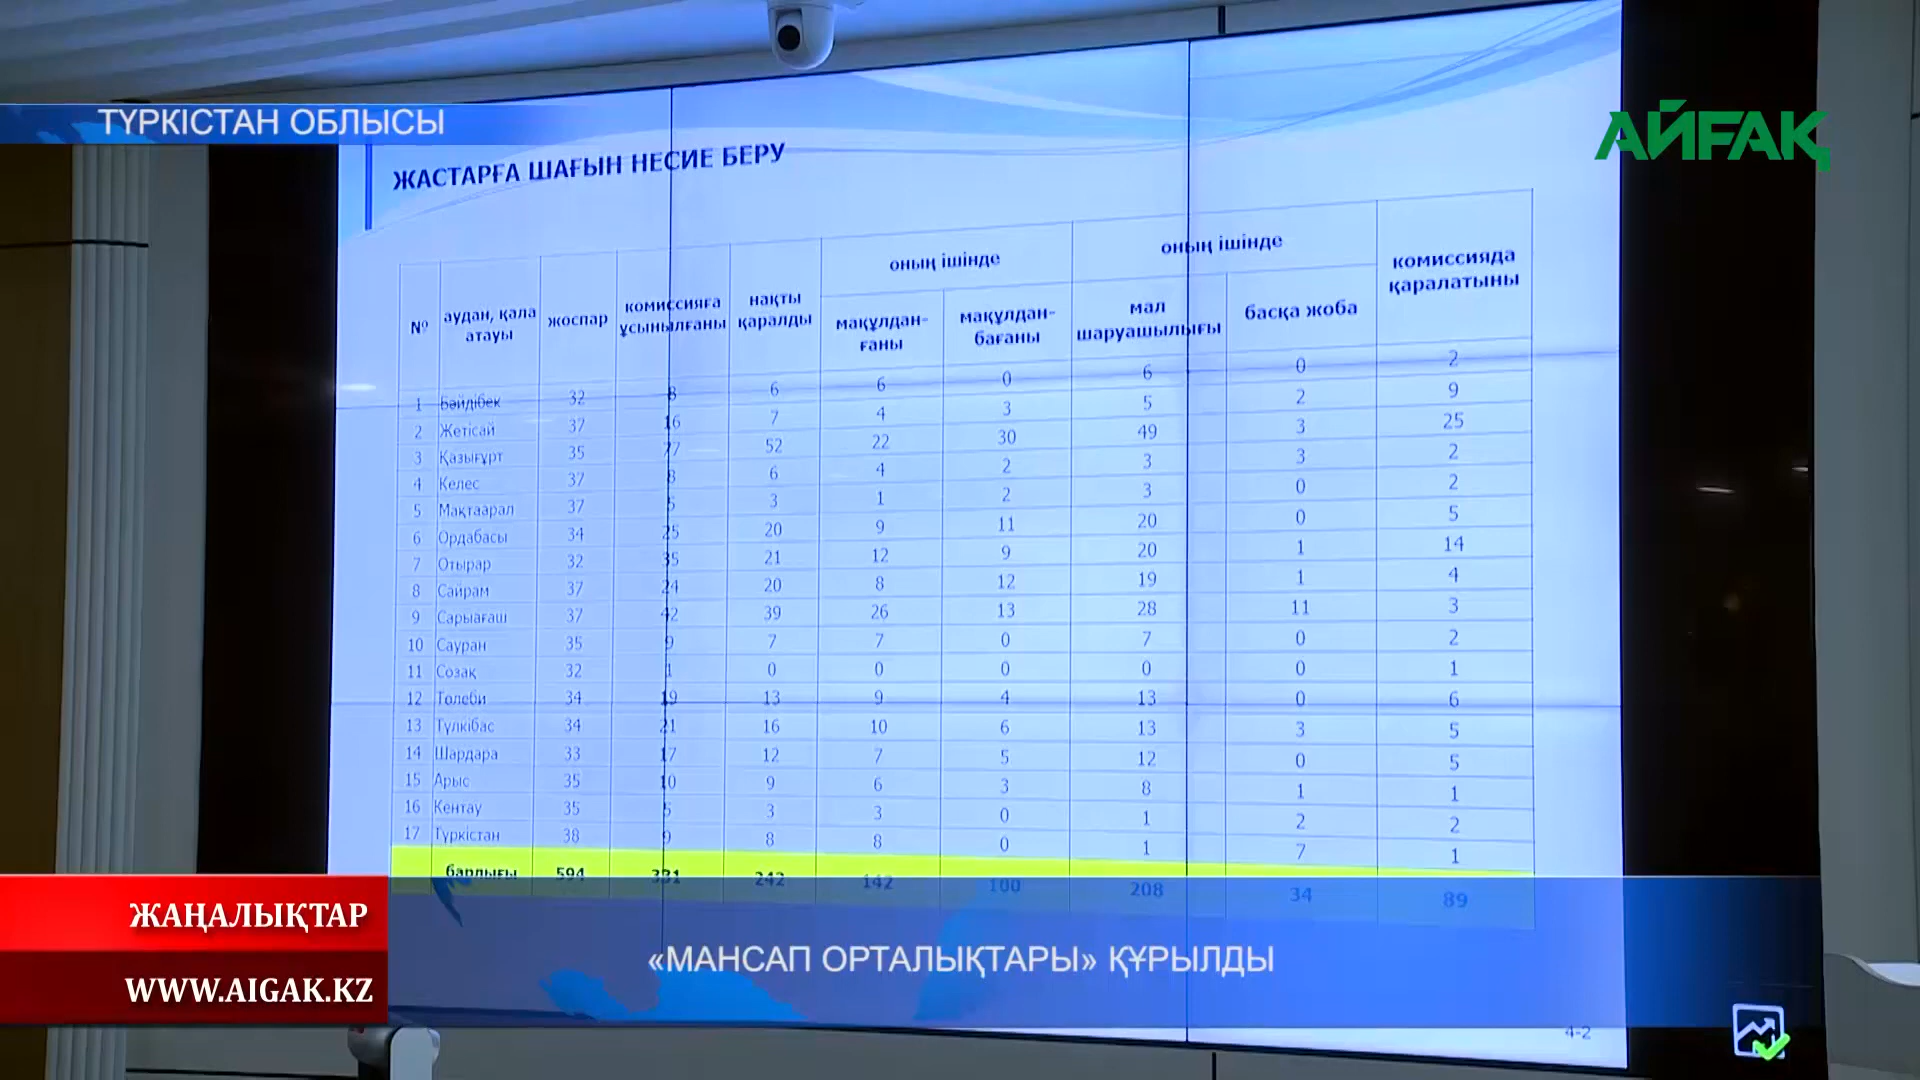 ТҮРКІСТАН ОБЛЫСЫ
АЙҒАҚ
ЖАСТАРҒА ШАҒЫН НЕСИЕ БЕРУ
№ аудан, қала атауы жоспар комиссияға ұсынылғаны нақты қаралды оның ішінде оның ішінде комиссияда қаралатыны
мақұлдан-ғаны мақұлдан-бағаны мал шаруашылығы басқа жоба
1 Бәйдібек 32 8 6 6 0 6 0 2
2 Жетісай 37 16 7 4 3 5 2 9
3 Қазығұрт 35 77 52 22 30 49 3 25
4 Келес 37 8 6 4 2 3 3 2
5 Мақтаарал 37 5 3 1 2 3 0 2
6 Ордабасы 34 25 20 9 11 20 0 5
7 Отырар 32 35 21 12 9 20 1 14
8 Сайрам 37 24 20 8 12 19 1 4
9 Сарыағаш 37 42 39 26 13 28 11 3
10 Сауран 35 9 7 7 0 7 0 2
11 Созақ 32 1 0 0 0 0 0 1
12 Төлеби 34 19 13 9 4 13 0 6
13 Түлкібас 34 21 16 10 6 13 3 5
14 Шардара 33 17 12 7 5 12 0 5
15 Арыс 35 10 9 6 3 8 1 1
16 Кентау 35 5 3 3 0 1 2 2
17 Түркістан 38 9 8 8 0 1 7 1
барлығы 594 331 242 142 100 208 34 89
ЖАҢАЛЫҚТАР
«МАНСАП ОРТАЛЫҚТАРЫ» ҚҰРЫЛДЫ
WWW.AIGAK.KZ
4-2